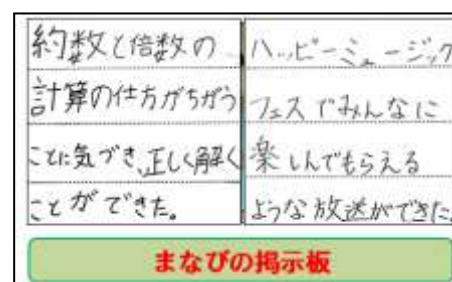 約数と倍数の
計算の仕方がちがう
ことに気づき、正しく解く
ことができた。
ハッピーミュージック
フェスでみんなに
楽しんでもらえる
ような放送ができた。
まなびの掲示板